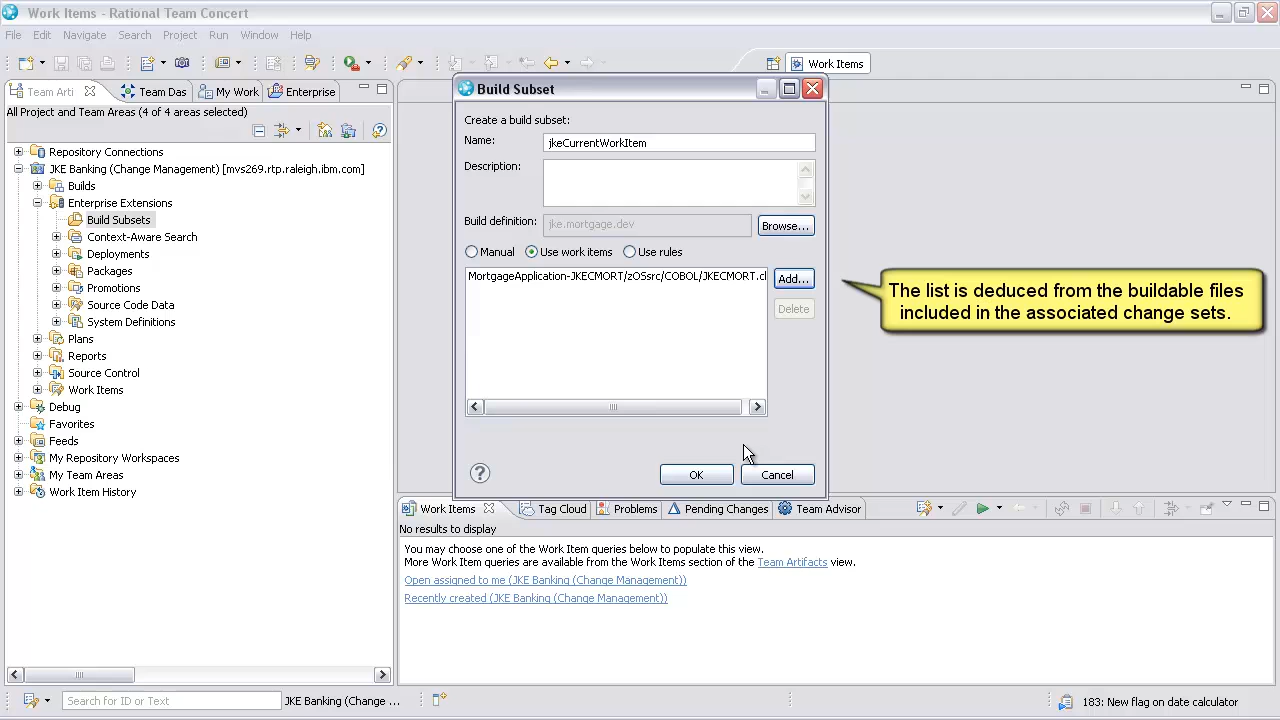 Work Items - Rational Team Concert
File Edit Navigate Search Project Run Window Help
Work Items
Team Arti
Team Das
My Work
Enterprise
All Project and Team Areas (4 of 4 areas selected)
Repository Connections
JKE Banking (Change Management) [mvs269.rtp.raleigh.ibm.com]
Builds
Enterprise Extensions
Build Subsets
Context-Aware Search
Deployments
Packages
Promotions
Source Code Data
System Definitions
Plans
Reports
Source Control
Work Items
Debug
Favorites
Feeds
My Repository Workspaces
My Team Areas
Work Item History
Build Subset
Create a build subset:
Name: jkeCurrentWorkItem
Description:
Build definition: jke.mortgage.dev Browse...
Manual Use work items Use rules
MortgageApplication-JKECMORT/zOSsrc/COBOL/JKECMORT.cl
Add...
Delete
OK Cancel
The list is deduced from the buildable files
included in the associated change sets.
Work Items Tag Cloud Problems Pending Changes Team Advisor
No results to display
You may choose one of the Work Item queries below to populate this view.
More Work Item queries are available from the Work Items section of the Team Artifacts view.
Open assigned to me (JKE Banking (Change Management))
Recently created (JKE Banking (Change Management))
Search for ID or Text JKE Banking (Change ...
183: New flag on date calculator